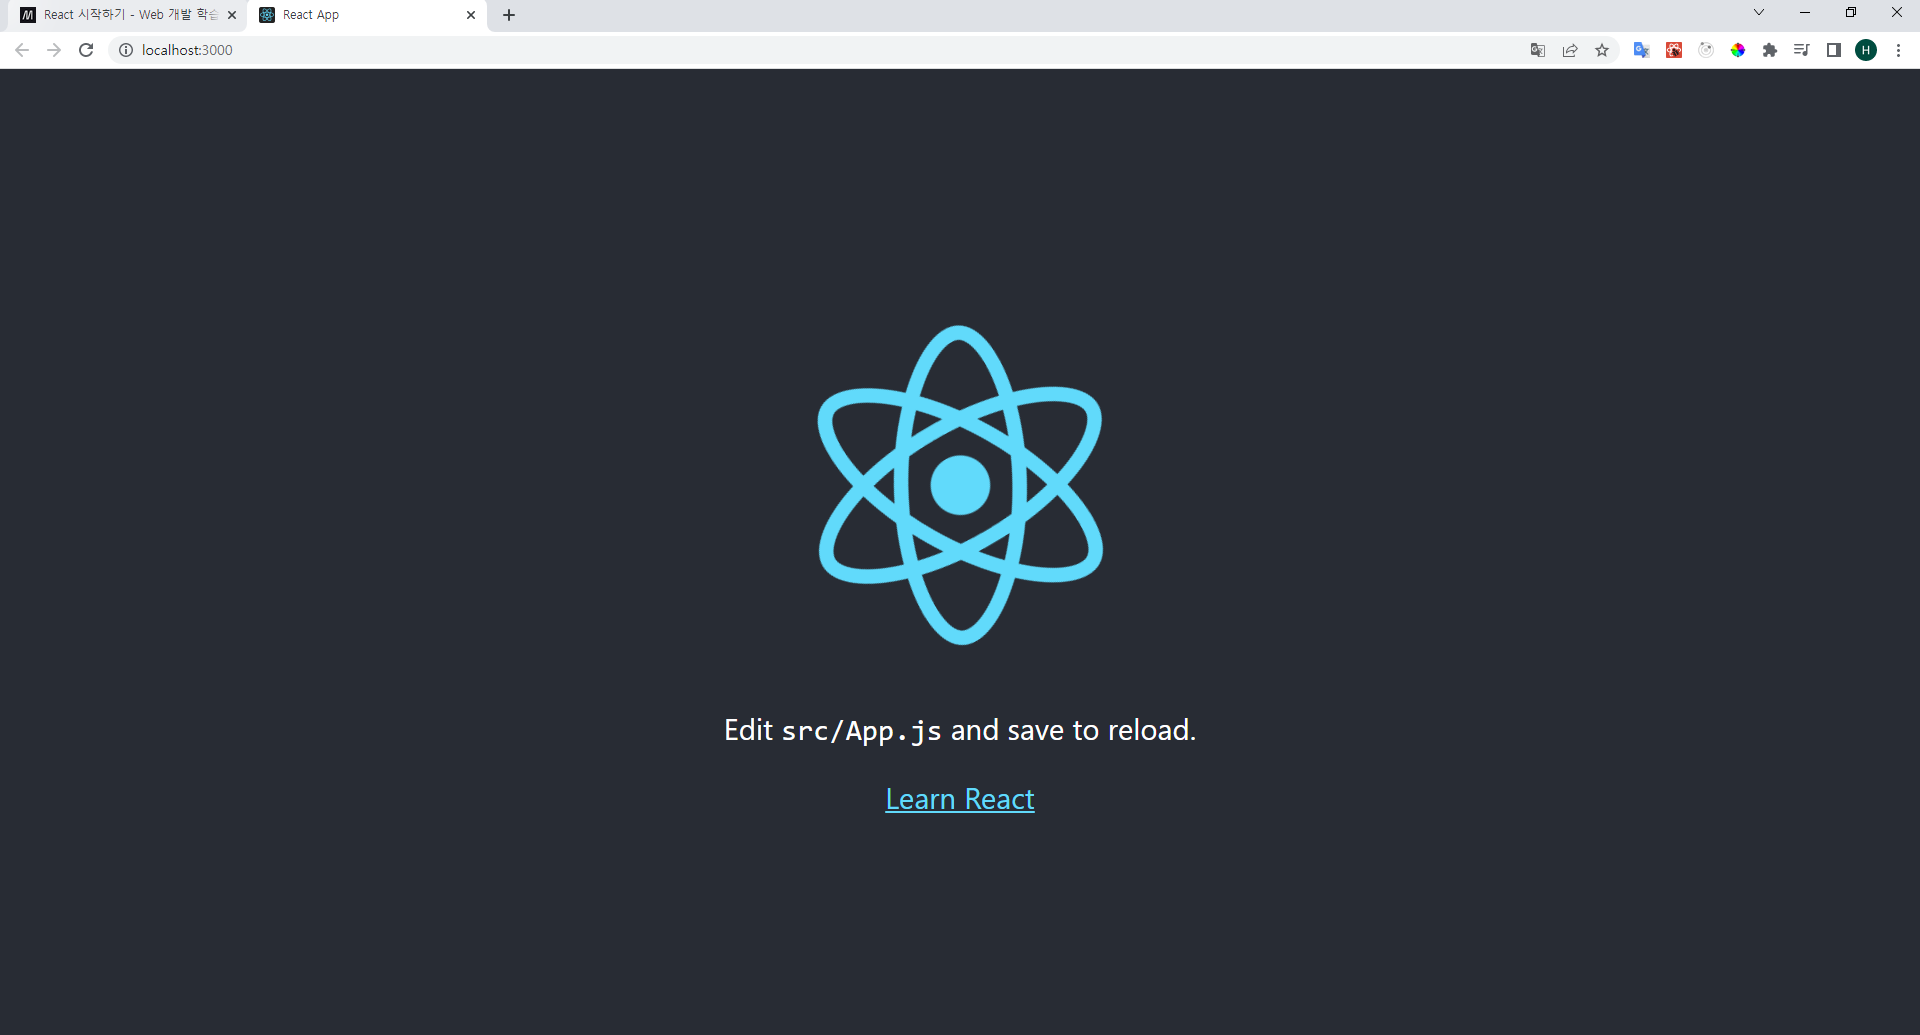 React 시작하기 - Web 개발 학습
React App
localhost:3000
H
Edit src/App.js and save to reload.
Learn React